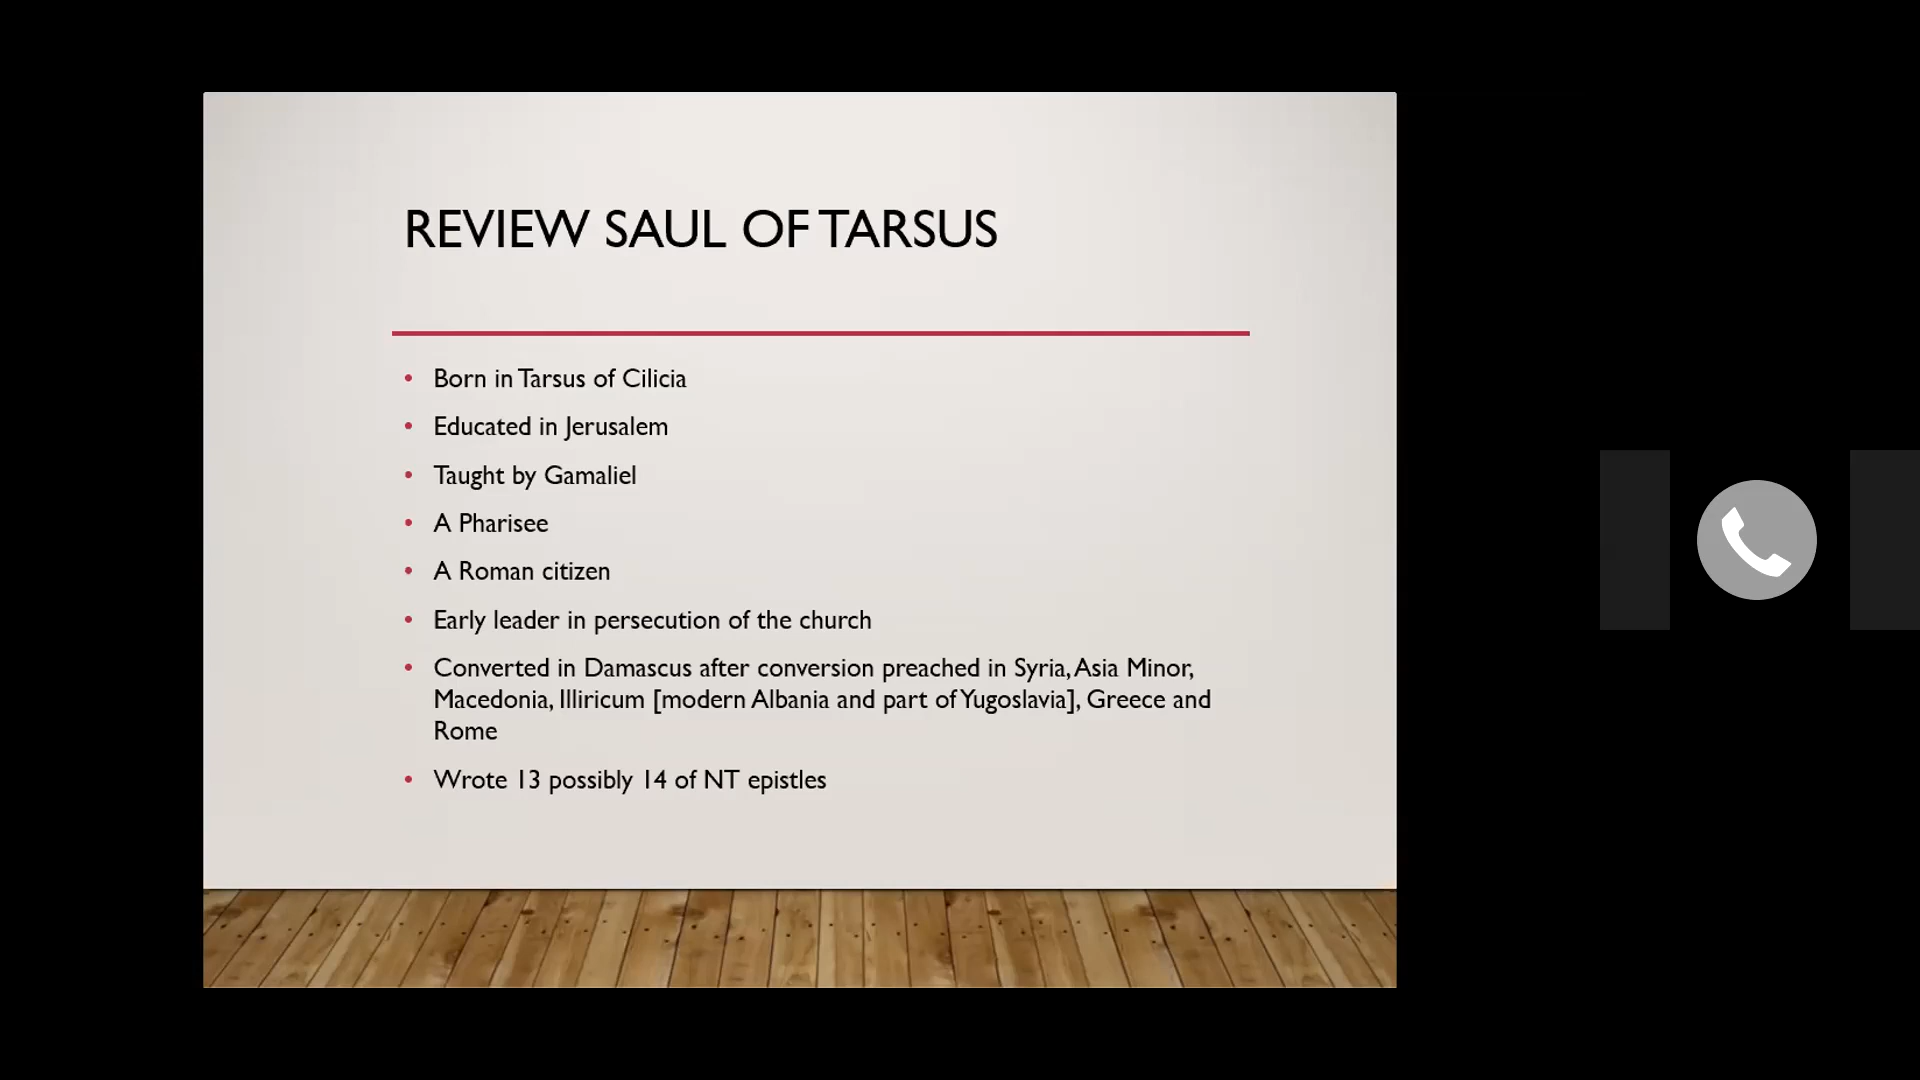 REVIEW SAUL OF TARSUS
• Born in Tarsus of Cilicia
• Educated in Jerusalem
• Taught by Gamaliel
• A Pharisee
• A Roman citizen
• Early leader in persecution of the church
• Converted in Damascus after conversion preached in Syria, Asia Minor,
Macedonia, Illiricum [modern Albania and part of Yugoslavia], Greece and
Rome
• Wrote 13 possibly 14 of NT epistles